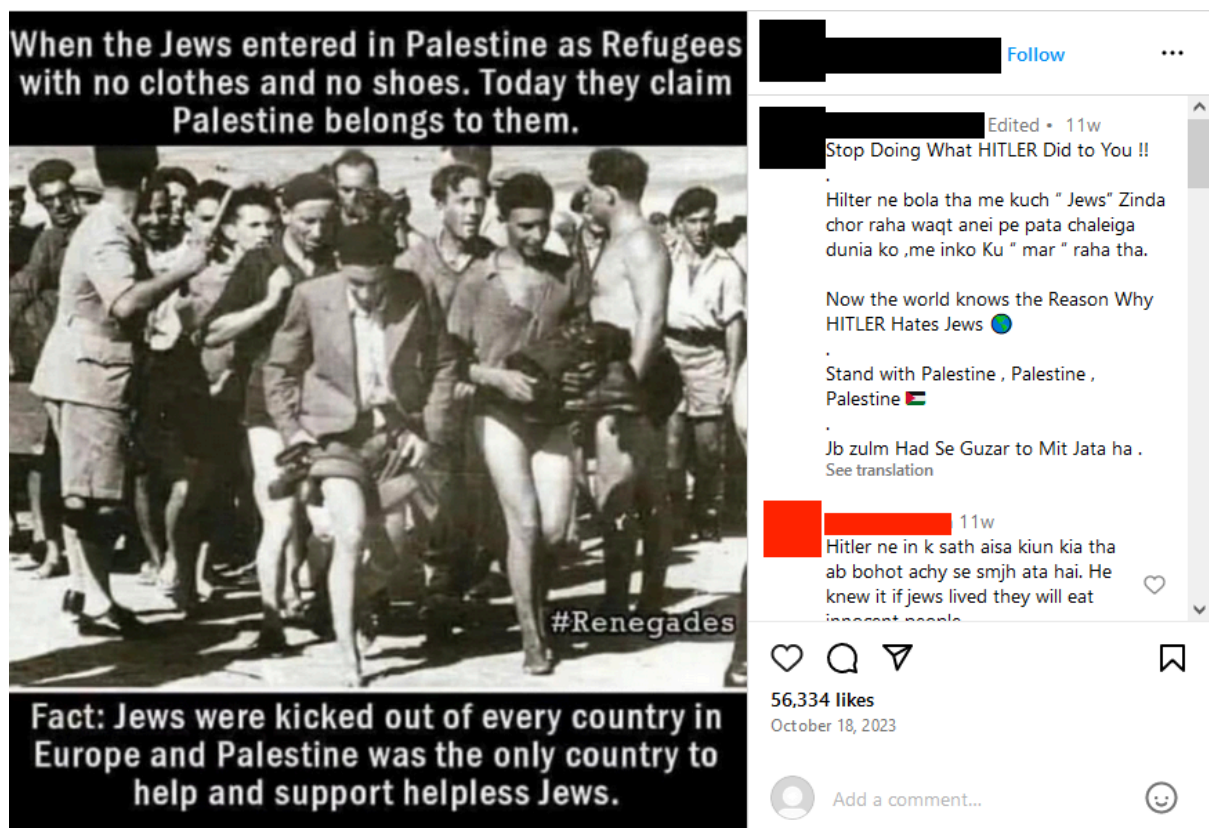 When the Jews entered in Palestine as Refugees
with no clothes and no shoes. Today they claim
Palestine belongs to them.
#Renegades
Fact: Jews were kicked out of every country in
Europe and Palestine was the only country to
help and support helpless Jews.
Follow
Edited • 11w
Stop Doing What HITLER Did to You !!
.
Hilter ne bola tha me kuch “ Jews” Zinda
chor raha waqt anei pe pata chaleiga
dunia ko ,me inko Ku “ mar “ raha tha.
Now the world knows the Reason Why
HITLER Hates Jews 🌎
.
Stand with Palestine , Palestine ,
Palestine 🇵🇸
.
Jb zulm Had Se Guzar to Mit Jata ha .
See translation
11w
Hitler ne in k sath aisa kiun kia tha
ab bohot achy se smjh ata hai. He
knew it if jews lived they will eat
innocent people
56,334 likes
October 18, 2023
Add a comment...